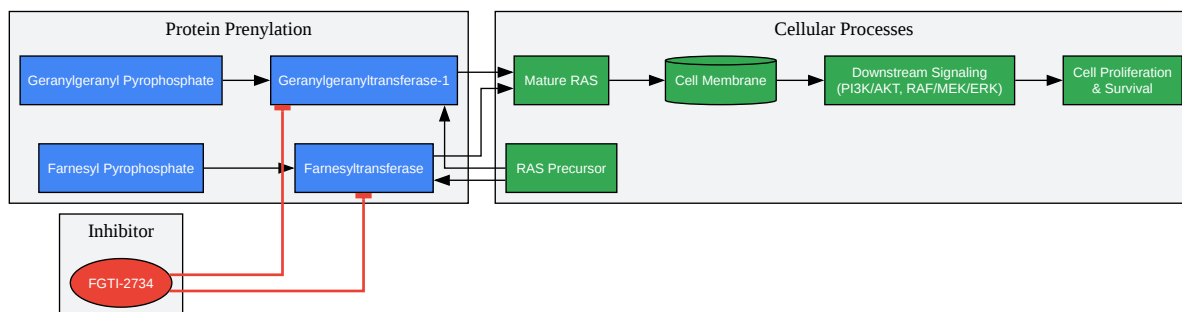 Protein Prenylation
Geranylgeranyl Pyrophosphate
Geranylgeranyltransferase-1
Farnesyl Pyrophosphate
Farnesyltransferase
Cellular Processes
Mature RAS
Cell Membrane
Downstream Signaling
(PI3K/AKT, RAF/MEK/ERK)
Cell Proliferation
& Survival
RAS Precursor
Inhibitor
FGTI-2734